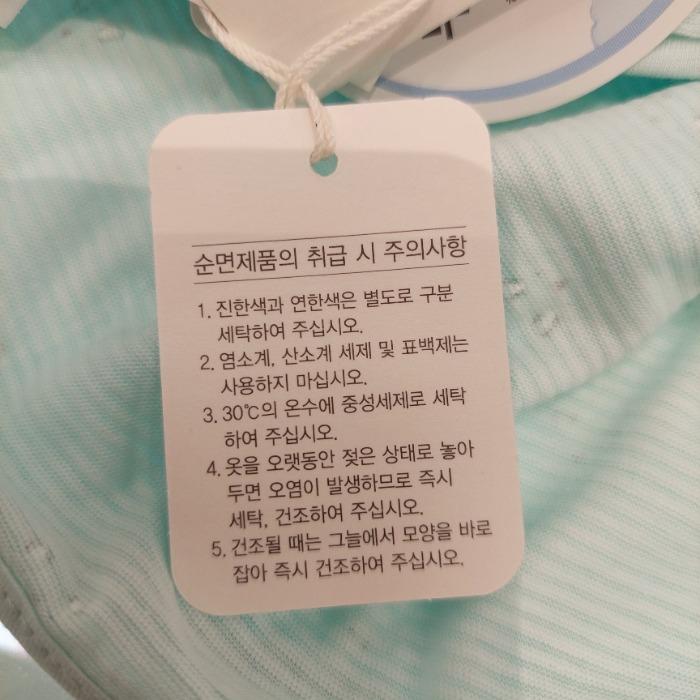 순면제품의 취급 시 주의사항
1. 진한색과 연한색은 별도로 구분
세탁하여 주십시오.
2. 염소계, 산소계 세제 및 표백제는
사용하지 마십시오.
3. 30℃의 온수에 중성세제로 세탁
하여 주십시오.
4. 옷을 오랫동안 젖은 상태로 놓아
두면 오염이 발생하므로 즉시
세탁, 건조하여 주십시오.
5. 건조될 때는 그늘에서 모양을 바로
잡아 즉시 건조하여 주십시오.